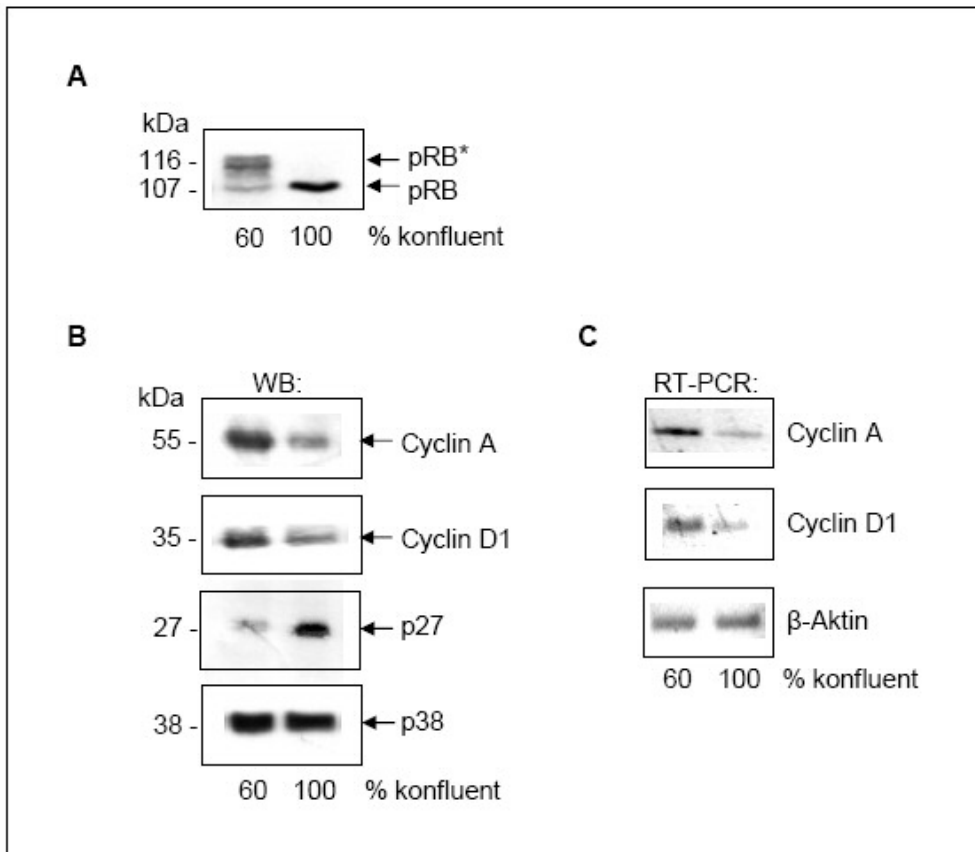 A
kDa
116 -
pRB*
107 -
pRB
60 100 % konfluent
B
WB:
kDa
55 -
Cyclin A
35 -
Cyclin D1
27 -
p27
38 -
p38
60 100 % konfluent
C
RT-PCR:
Cyclin A
Cyclin D1
β-Aktin
60 100 % konfluent